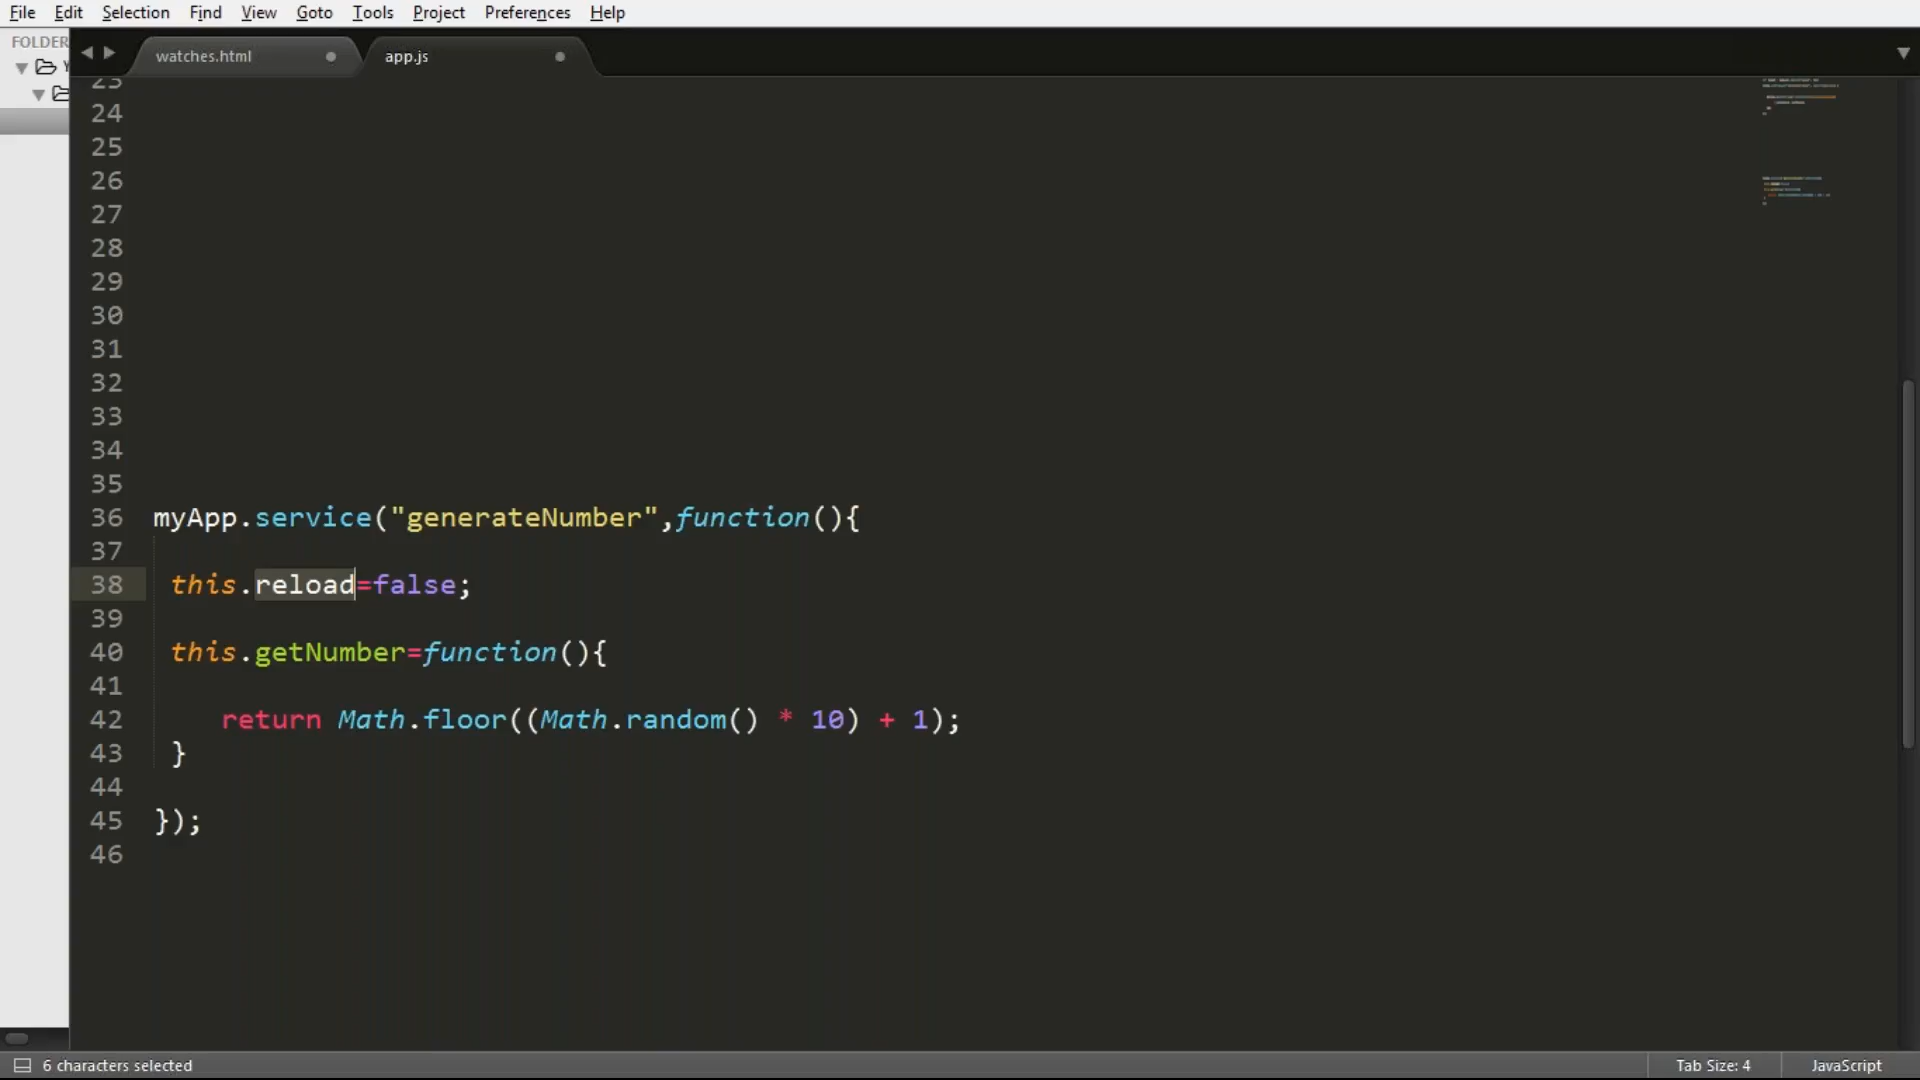 File Edit Selection Find View Goto Tools Project Preferences Help
FOLDER
watches.html
app.js
23
24
25
26
27
28
29
30
31
32
33
34
35
36 myApp.service("generateNumber",function(){
37
38 this.reload=false;
39
40 this.getNumber=function(){
41
42 return Math.floor((Math.random() * 10) + 1);
43 }
44
45 });
46
6 characters selected
Tab Size: 4
JavaScript